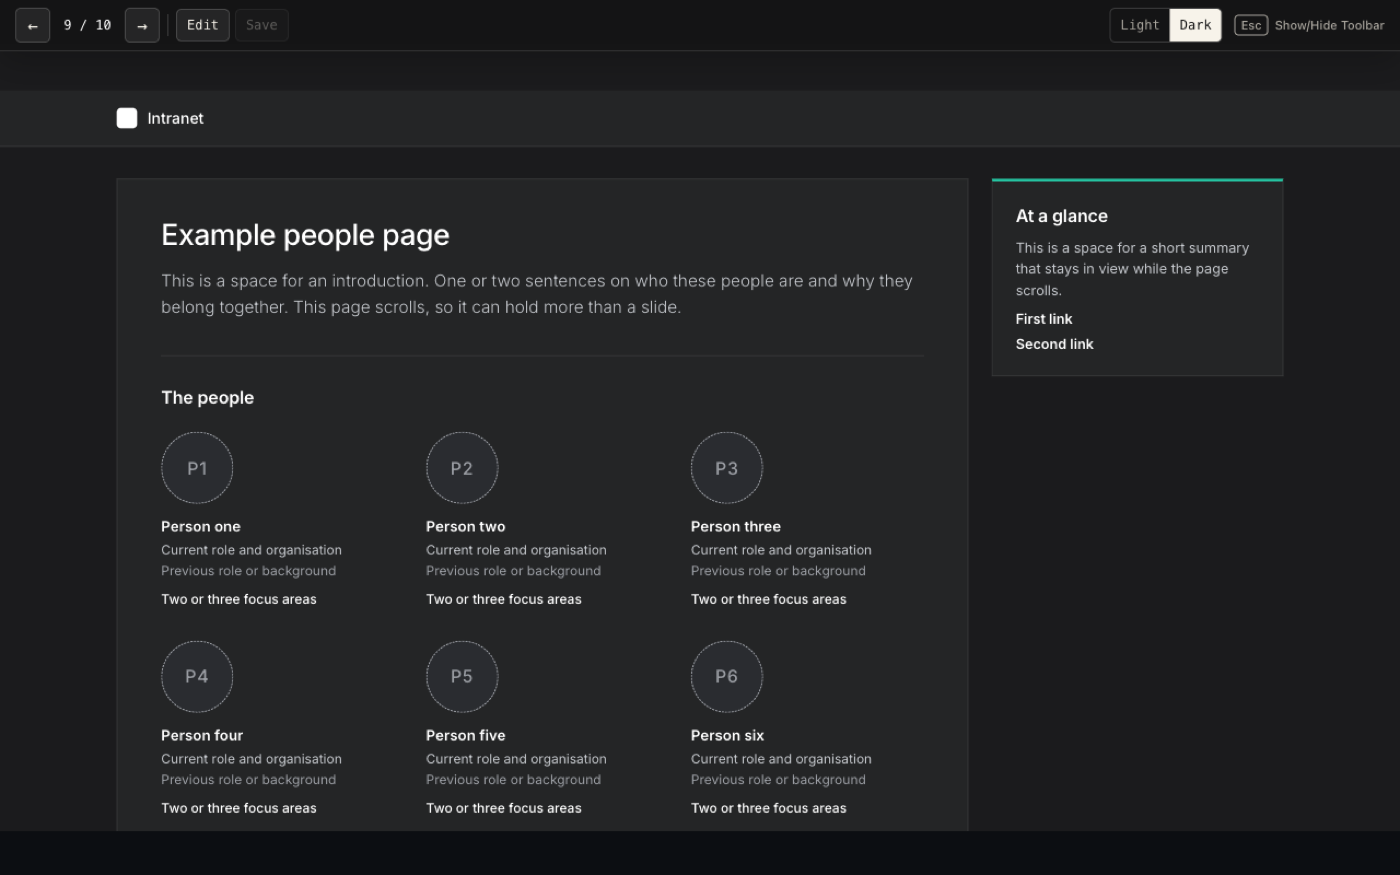 ← 9 / 10 → Edit Save Light Dark Esc Show/Hide Toolbar
Intranet
Example people page
This is a space for an introduction. One or two sentences on who these people are and why they
belong together. This page scrolls, so it can hold more than a slide.
The people
P1 P2 P3
Person one Person two Person three
Current role and organisation Current role and organisation Current role and organisation
Previous role or background Previous role or background Previous role or background
Two or three focus areas Two or three focus areas Two or three focus areas
P4 P5 P6
Person four Person five Person six
Current role and organisation Current role and organisation Current role and organisation
Previous role or background Previous role or background Previous role or background
Two or three focus areas Two or three focus areas Two or three focus areas
At a glance
This is a space for a short summary
that stays in view while the page
scrolls.
First link
Second link